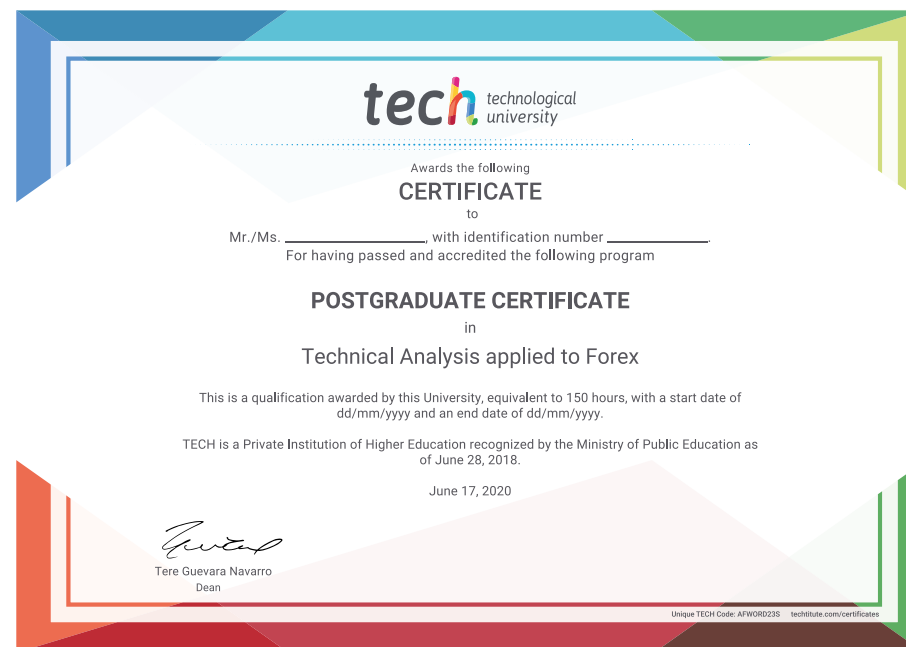 tech technological
university
Awards the following
CERTIFICATE
to
Mr./Ms. ____________________, with identification number ______________.
For having passed and accredited the following program
POSTGRADUATE CERTIFICATE
in
Technical Analysis applied to Forex
This is a qualification awarded by this University, equivalent to 150 hours, with a start date of
dd/mm/yyyy and an end date of dd/mm/yyyy.
TECH is a Private Institution of Higher Education recognized by the Ministry of Public Education as
of June 28, 2018.
June 17, 2020
Tere Guevara Navarro
Dean
Unique TECH Code: AFWORD23S techtitute.com/certificates